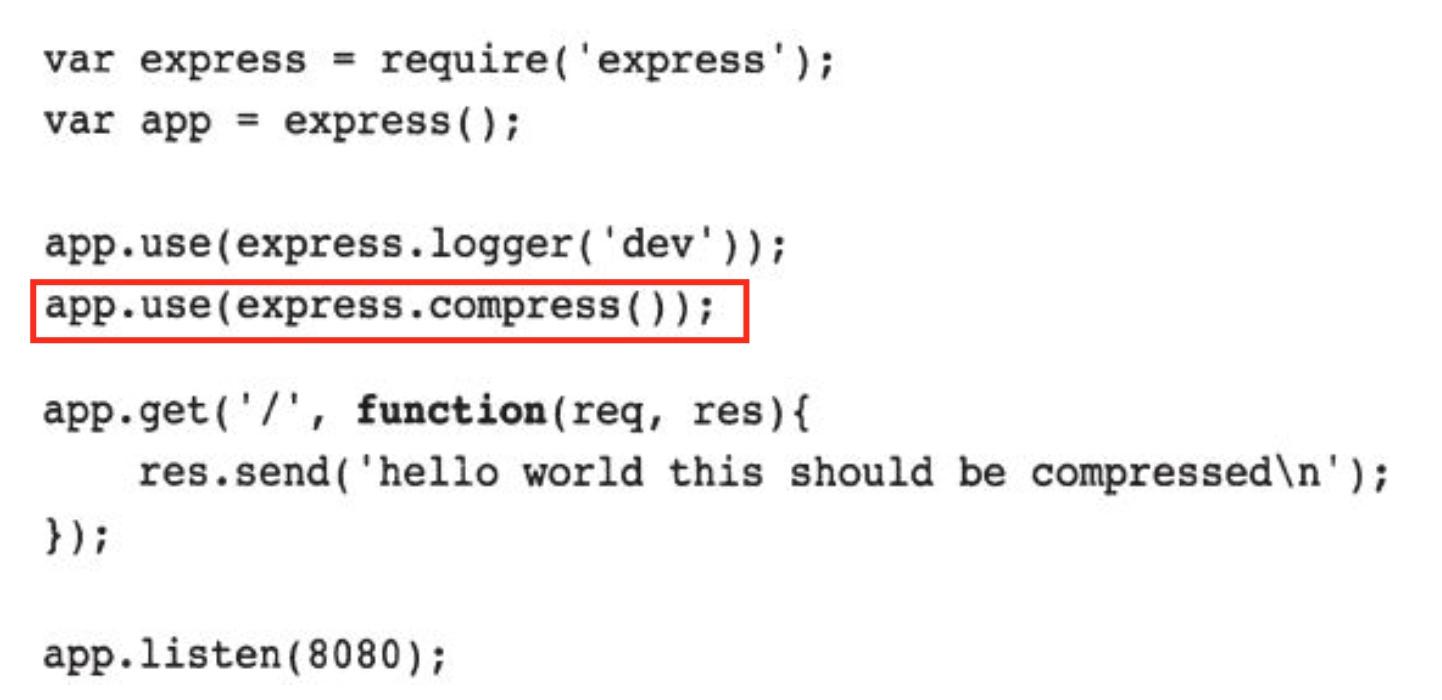 var express = require('express');
var app = express();
app.use(express.logger('dev'));
app.use(express.compress());
app.get('/', function(req, res){
    res.send('hello world this should be compressed\n');
});
app.listen(8080);